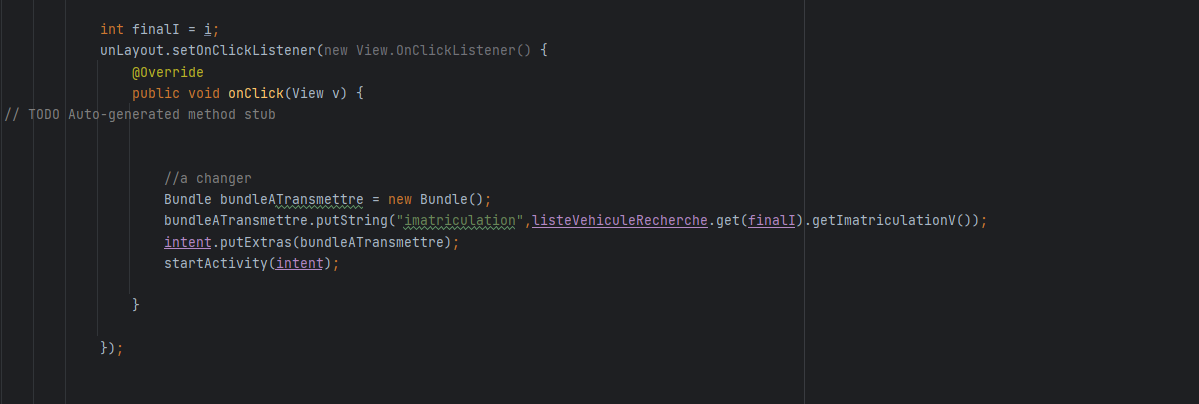 int finalI = i;
unLayout.setOnClickListener(new View.OnClickListener() {
@Override
public void onClick(View v) {
// TODO Auto-generated method stub
//a changer
Bundle bundleATransmettre = new Bundle();
bundleATransmettre.putString("imatriculation",listeVehiculeRecherche.get(finalI).getImatriculationV());
intent.putExtras(bundleATransmettre);
startActivity(intent);
}
});